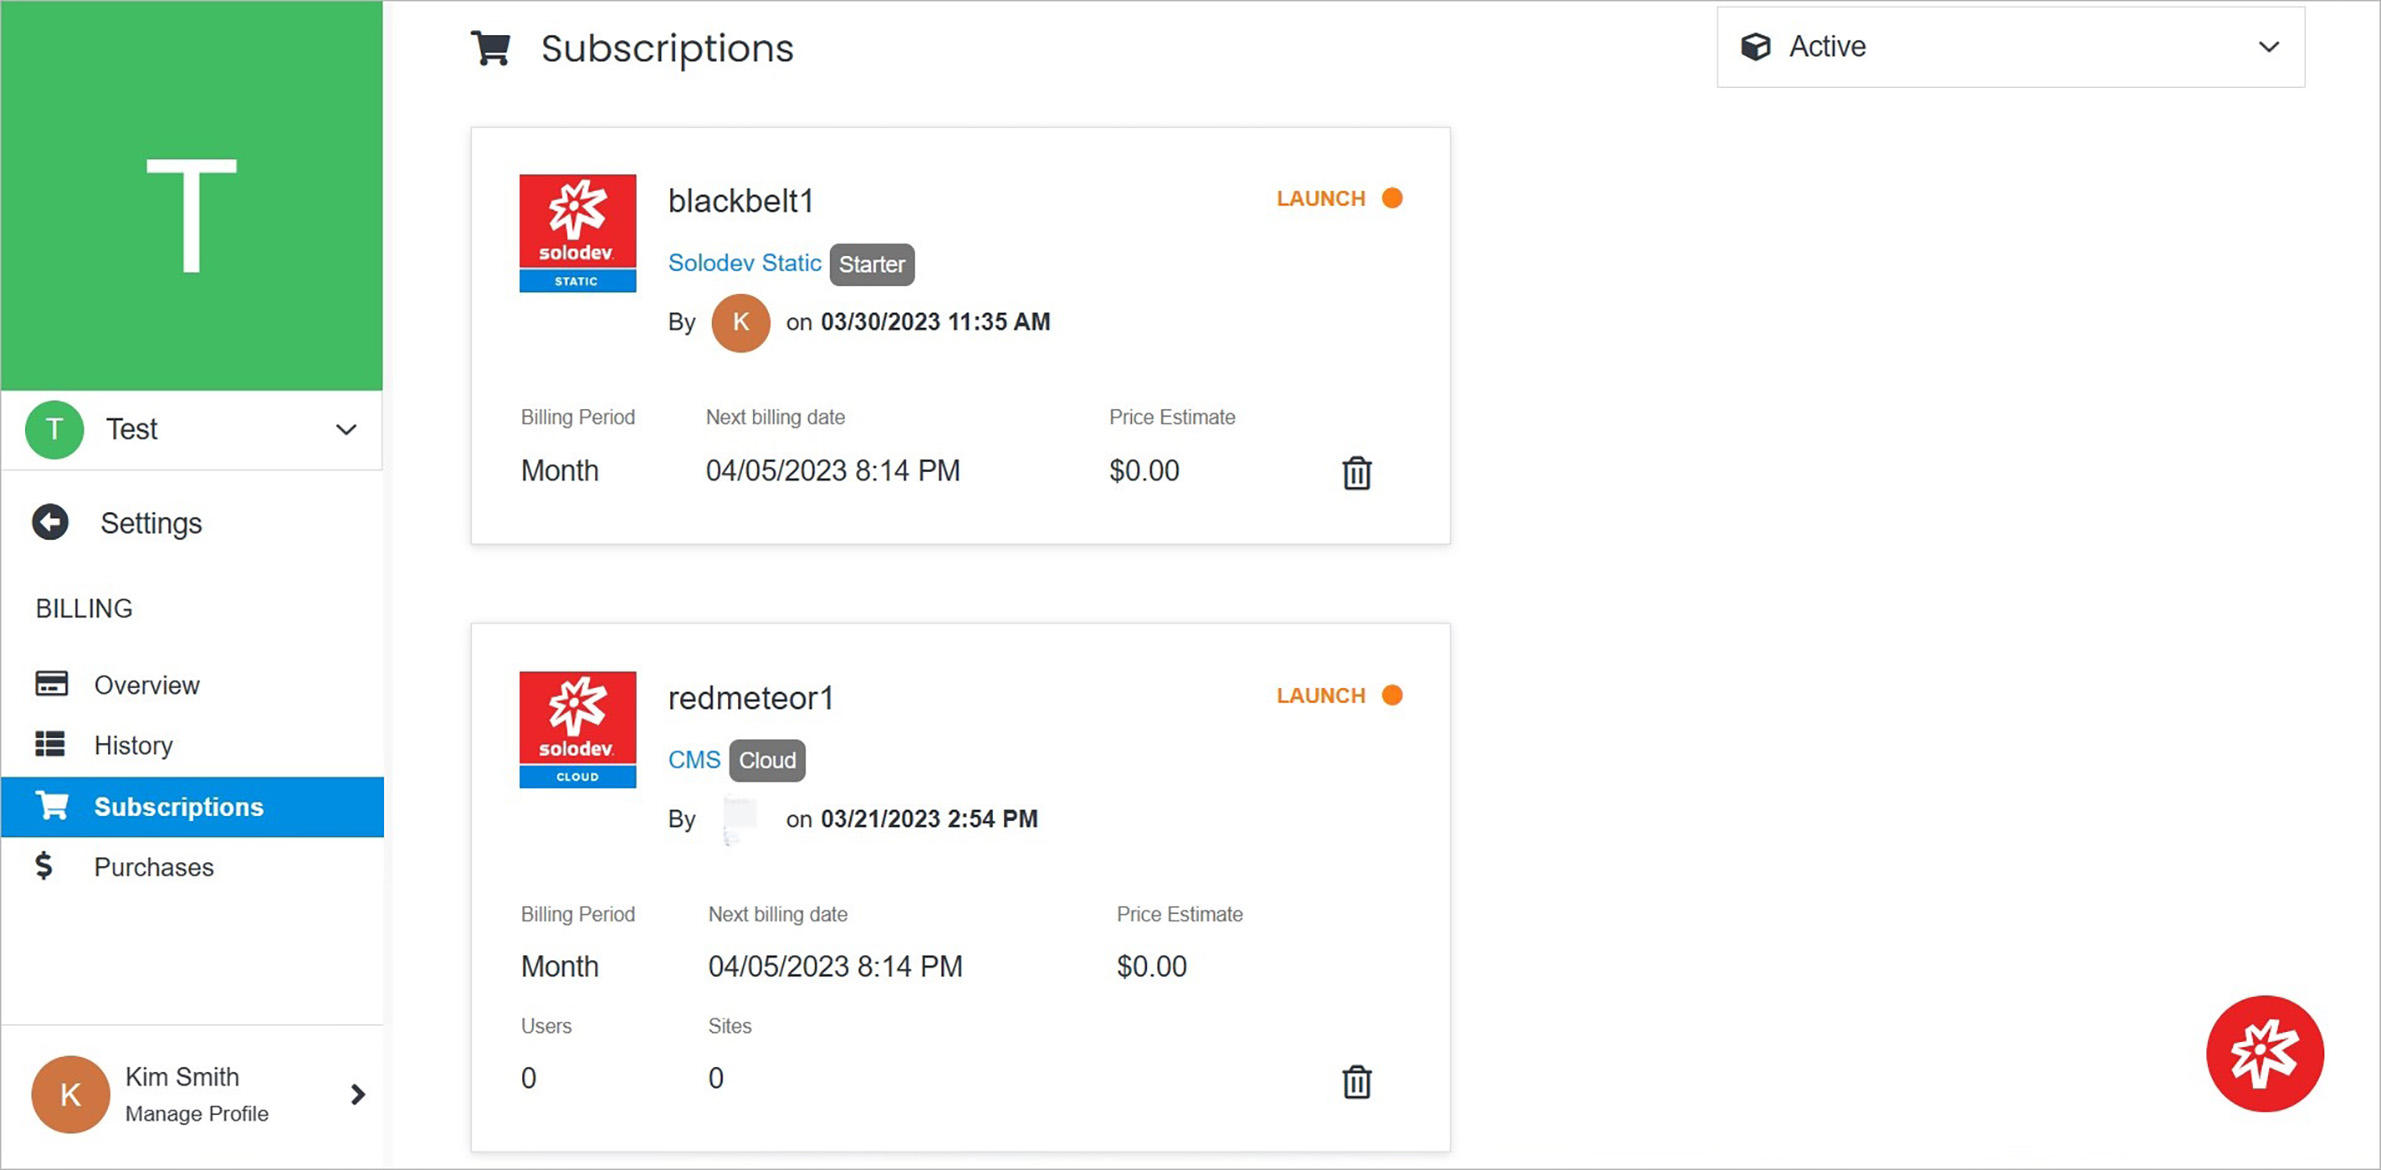 T
Test
T
Settings
BILLING
Overview
History
Subscriptions
Purchases
K
Kim Smith
Manage Profile
Subscriptions
Active
solodev
STATIC
blackbelt1
LAUNCH
Solodev Static Starter
By K on 03/30/2023 11:35 AM
Billing Period Next billing date Price Estimate
Month 04/05/2023 8:14 PM $0.00
solodev
CLOUD
redmeteor1
LAUNCH
CMS Cloud
By on 03/21/2023 2:54 PM
Billing Period Next billing date Price Estimate
Month 04/05/2023 8:14 PM $0.00
Users Sites
0 0